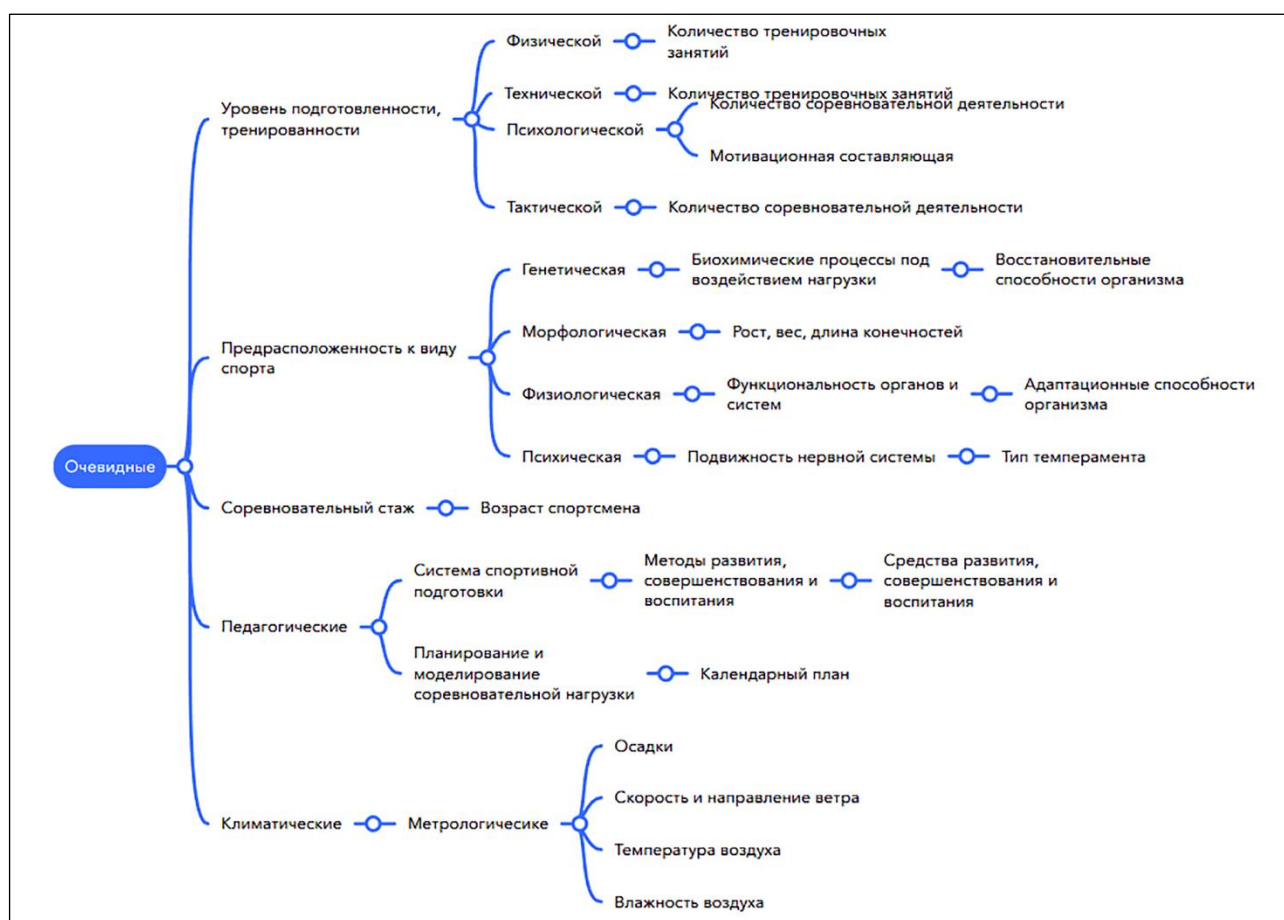 Физической
Количество тренировочных
занятий
Технической
Количество тренировочных занятий
Уровень подготовленности,
тренированности
Психологической
Количество соревновательной деятельности
Мотивационная составляющая
Тактической
Количество соревновательной деятельности
Предрасположенность к виду
спорта
Генетическая
Биохимические процессы под
воздействием нагрузки
Восстановительные
способности организма
Морфологическая
Рост, вес, длина конечностей
Физиологическая
Функциональность органов и
систем
Адаптационные способности
организма
Психическая
Подвижность нервной системы
Тип темперамента
Очевидные
Соревновательный стаж
Возраст спортсмена
Педагогические
Система спортивной
подготовки
Методы развития,
совершенствования и
воспитания
Средства развития,
совершенствования и
воспитания
Планирование и
моделирование
соревновательной нагрузки
Календарный план
Климатические
Метрологичесике
Осадки
Скорость и направление ветра
Температура воздуха
Влажность воздуха